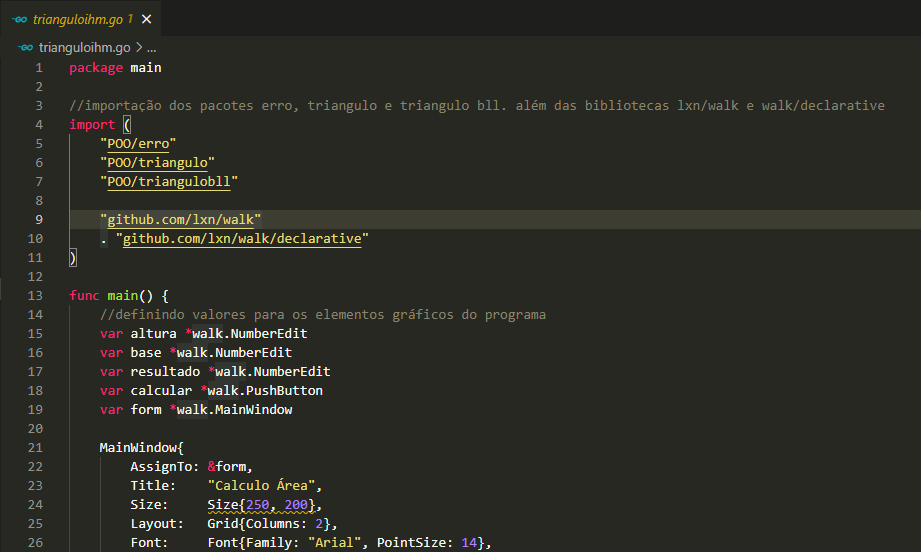 trianguloihm.go 1 ×
trianguloihm.go > ...
1 package main
2
3 //importação dos pacotes erro, triangulo e triangulo bll. além das bibliotecas lxn/walk e walk/declarative
4 import (
5 "POO/erro"
6 "POO/triangulo"
7 "POO/triangulobll"
8
9 "github.com/lxn/walk"
10 . "github.com/lxn/walk/declarative"
11 )
12
13 func main() {
14 //definindo valores para os elementos gráficos do programa
15 var altura *walk.NumberEdit
16 var base *walk.NumberEdit
17 var resultado *walk.NumberEdit
18 var calcular *walk.PushButton
19 var form *walk.MainWindow
20
21 MainWindow{
22 AssignTo: &form,
23 Title: "Calculo Área",
24 Size: Size{250, 200},
25 Layout: Grid{Columns: 2},
26 Font: Font{Family: "Arial", PointSize: 14},